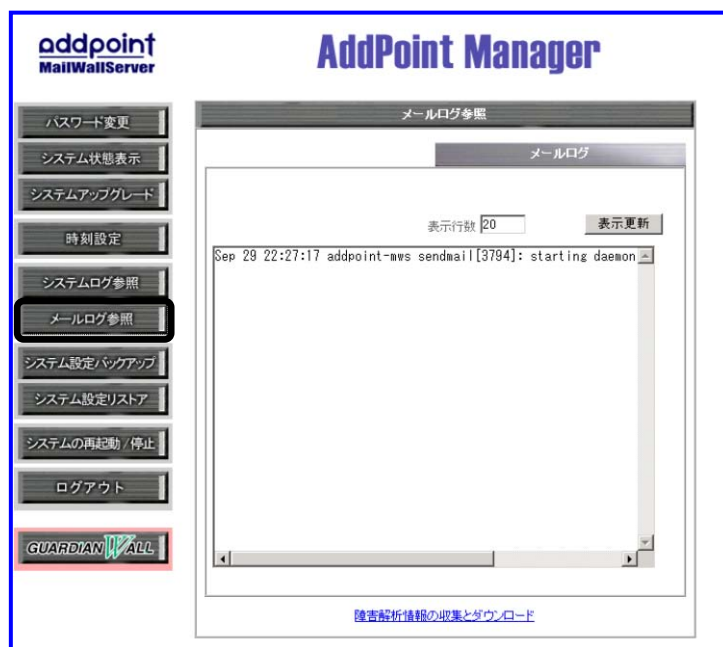 addpoint
MailWallServer
AddPoint Manager
パスワード変更
システム状態表示
システムアップグレード
時刻設定
システムログ参照
メールログ参照
システム設定バックアップ
システム設定リストア
システムの再起動/停止
ログアウト
GUARDIAN WALL
メールログ参照
メールログ
表示行数 20 表示更新
Sep 29 22:27:17 addpoint-mws sendmail[3794]: starting daemon
障害解析情報の収集とダウンロード